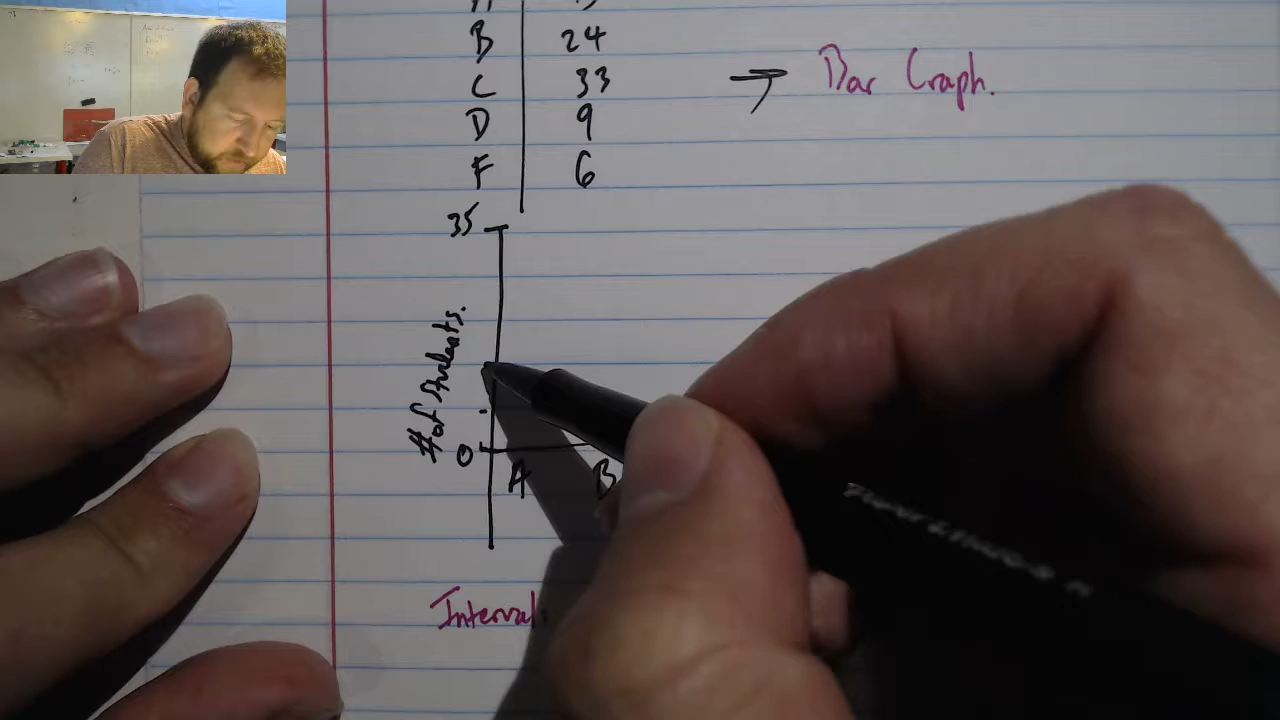 B 24
C 33
D 9
F 6
→ Bar Graph.
35
# of Students.
0
A B
Interval: